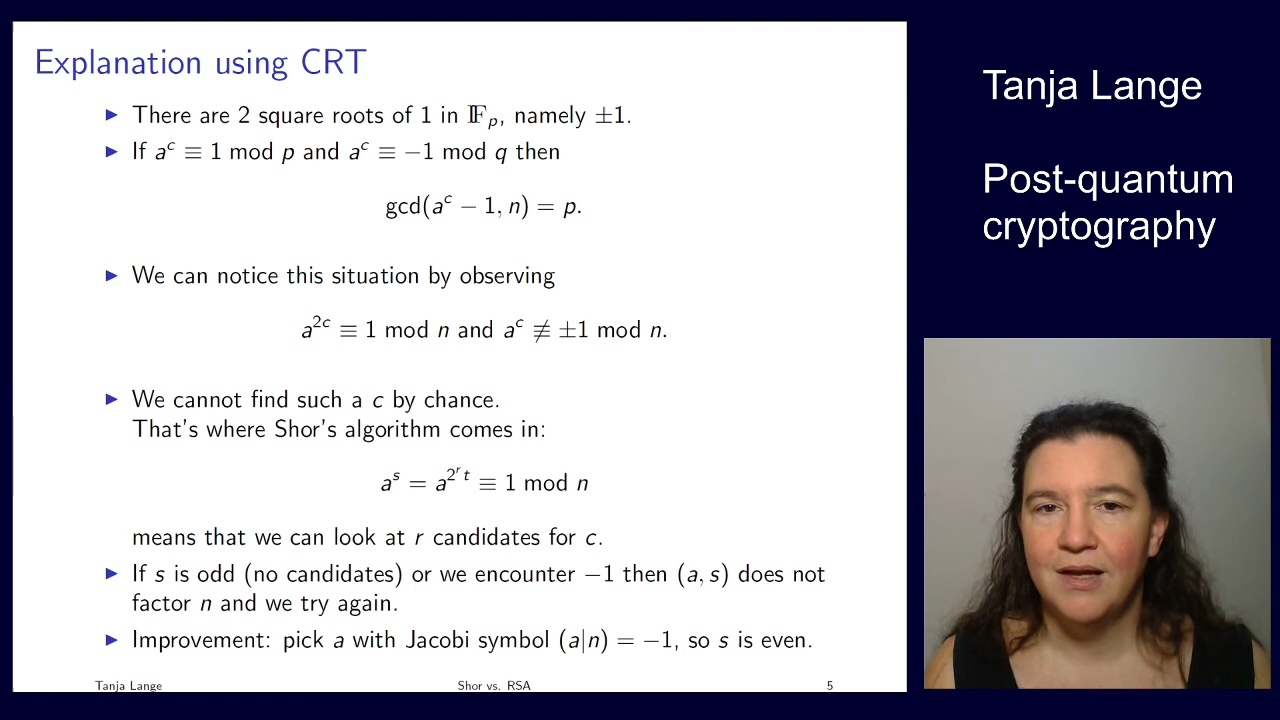 Explanation using CRT
▶ There are 2 square roots of 1 in 𝔽ₚ, namely ±1.
▶ If aᶜ ≡ 1 mod p and aᶜ ≡ −1 mod q then
gcd(aᶜ − 1, n) = p.
▶ We can notice this situation by observing
a²ᶜ ≡ 1 mod n and aᶜ ≢ ±1 mod n.
▶ We cannot find such a c by chance.
That's where Shor's algorithm comes in:
a^s = a^{2^r t} ≡ 1 mod n
means that we can look at r candidates for c.
▶ If s is odd (no candidates) or we encounter −1 then (a, s) does not
factor n and we try again.
▶ Improvement: pick a with Jacobi symbol (a|n) = −1, so s is even.
Tanja Lange Shor vs. RSA 5
Tanja Lange
Post-quantum
cryptography